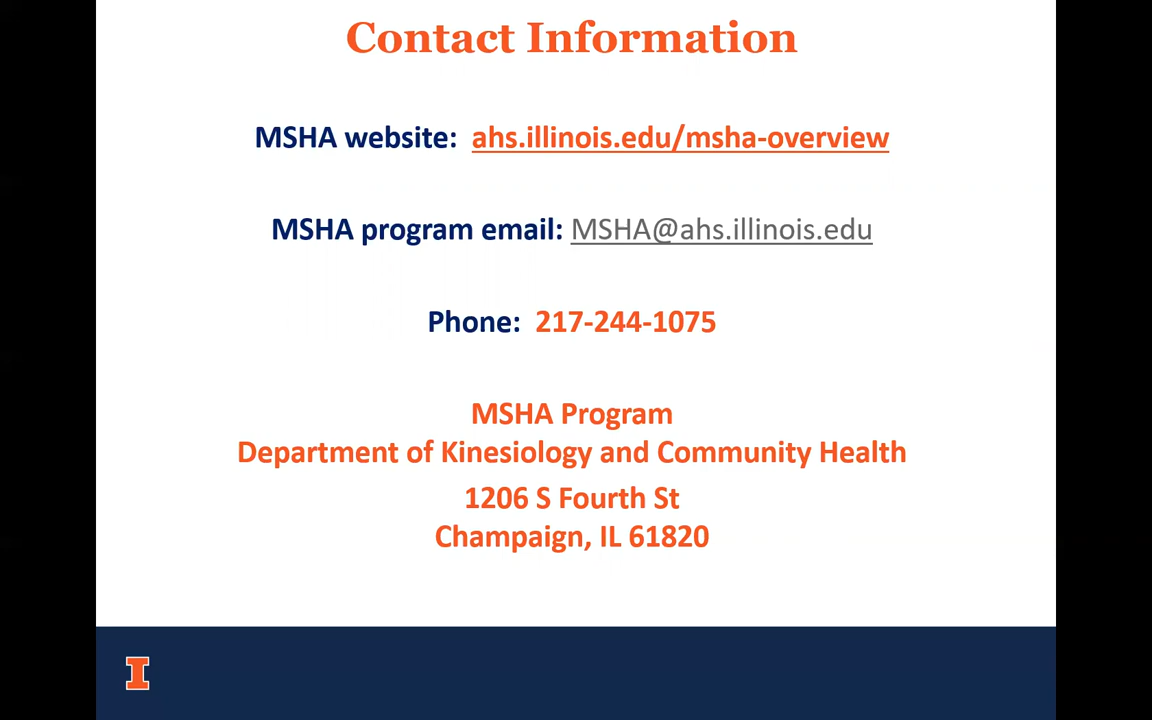 Contact Information
MSHA website: ahs.illinois.edu/msha-overview
MSHA program email: MSHA@ahs.illinois.edu
Phone: 217-244-1075
MSHA Program
Department of Kinesiology and Community Health
1206 S Fourth St
Champaign, IL 61820
I